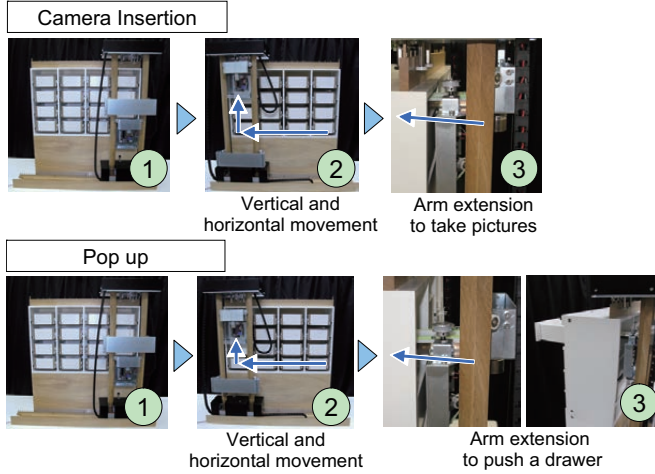 Camera Insertion
1
2
3
Vertical and
horizontal movement
Arm extension
to take pictures
Pop up
1
2
3
Vertical and
horizontal movement
Arm extension
to push a drawer